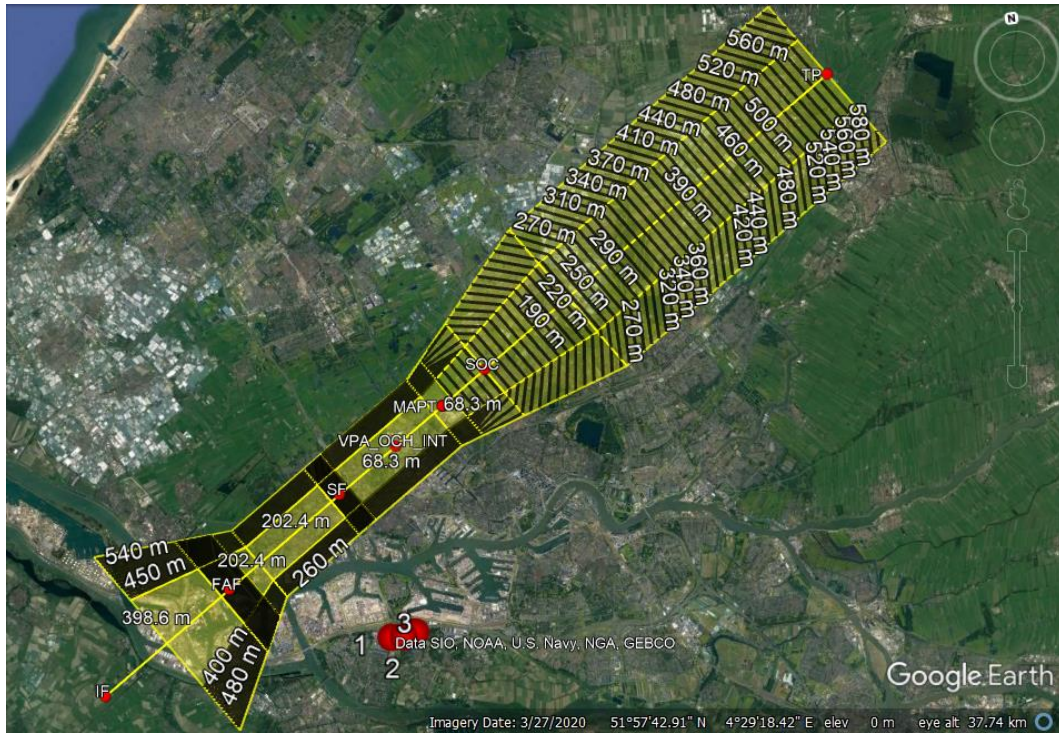 N
560 m
520 m
480 m
440 m
410 m
370 m
340 m
310 m
270 m
TP
500 m
460 m
390 m
290 m
250 m
220 m
190 m
580 m
560 m
540 m
520 m
480 m
440 m
420 m
360 m
340 m
320 m
270 m
SOC
MAPT
68.3 m
VPA_OCH_INT
68.3 m
SF
202.4 m
202.4 m
260 m
FAF
540 m
450 m
398.6 m
400 m
480 m
IF
1
2
3
Data SIO, NOAA, U.S. Navy, NGA, GEBCO
Google Earth
Imagery Date: 3/27/2020 51°57'42.91" N 4°29'18.42" E elev 0 m eye alt 37.74 km